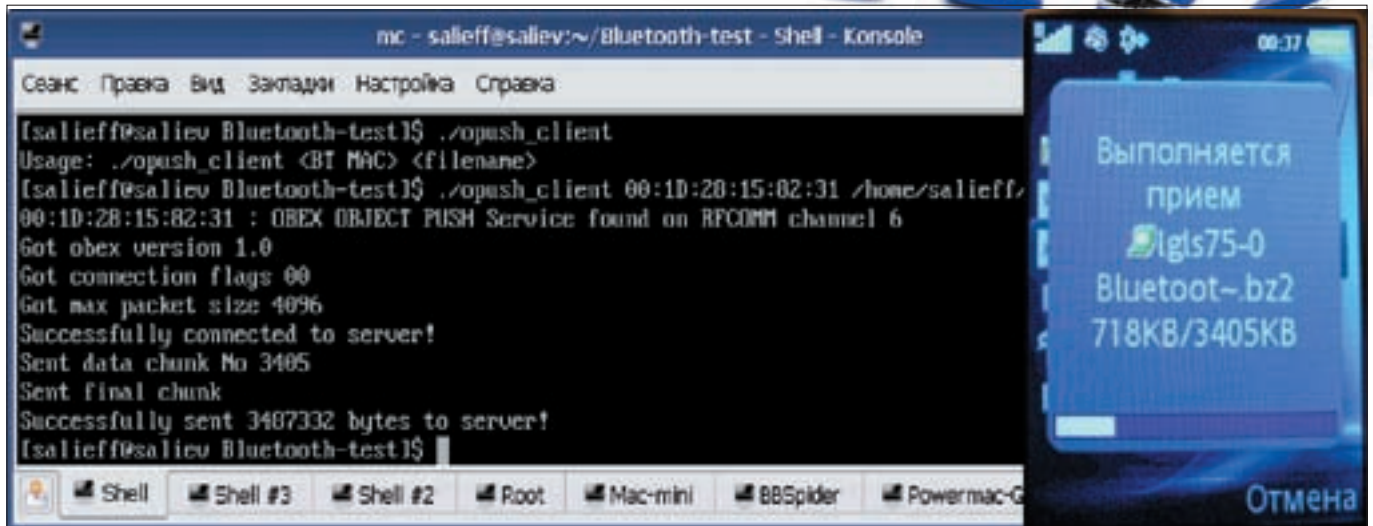 mc - salieff@saliev:~/Bluetooth-test - Shell - Konsole
Сеанс Правка Вид Закладки Настройка Справка
[salieff@saliev Bluetooth-test]$ ./opush_client
Usage: ./opush_client <BT MAC> <filename>
[salieff@saliev Bluetooth-test]$ ./opush_client 00:1D:28:15:82:31 /home/salieff/
00:1D:28:15:82:31 : OBEX OBJECT PUSH Service found on RFCOMM channel 6
Got obex version 1.0
Got connection flags 00
Got max packet size 4096
Successfully connected to server!
Sent data chunk No 3405
Sent final chunk
Successfully sent 3487332 bytes to server!
[salieff@saliev Bluetooth-test]$
Shell Shell #3 Shell #2 Root Mac-mini BBSpider Powermac-G
00:37
Выполняется
прием
lgls75-0
Bluetoot~.bz2
718KB/3405KB
Отмена